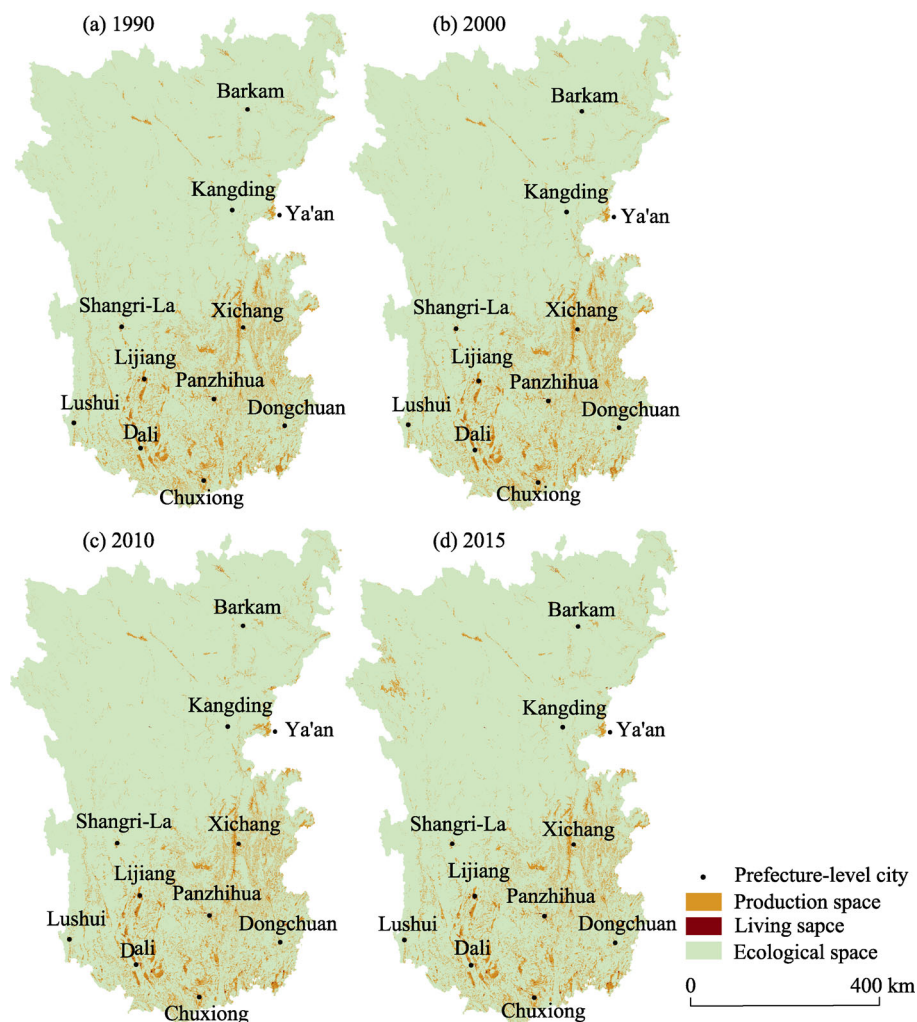 (a) 1990
Barkam
Kangding
Ya'an
Shangri-La
Xichang
Lijiang
Panzhihua
Lushui
Dongchuan
Dali
Chuxiong
(b) 2000
Barkam
Kangding
Ya'an
Shangri-La
Xichang
Lijiang
Panzhihua
Lushui
Dongchuan
Dali
Chuxiong
(c) 2010
Barkam
Kangding
Ya'an
Shangri-La
Xichang
Lijiang
Panzhihua
Lushui
Dongchuan
Dali
Chuxiong
(d) 2015
Barkam
Kangding
Ya'an
Shangri-La
Xichang
Lijiang
Panzhihua
Lushui
Dongchuan
Dali
Chuxiong
Prefecture-level city
Production space
Living sapce
Ecological space
0 400 km